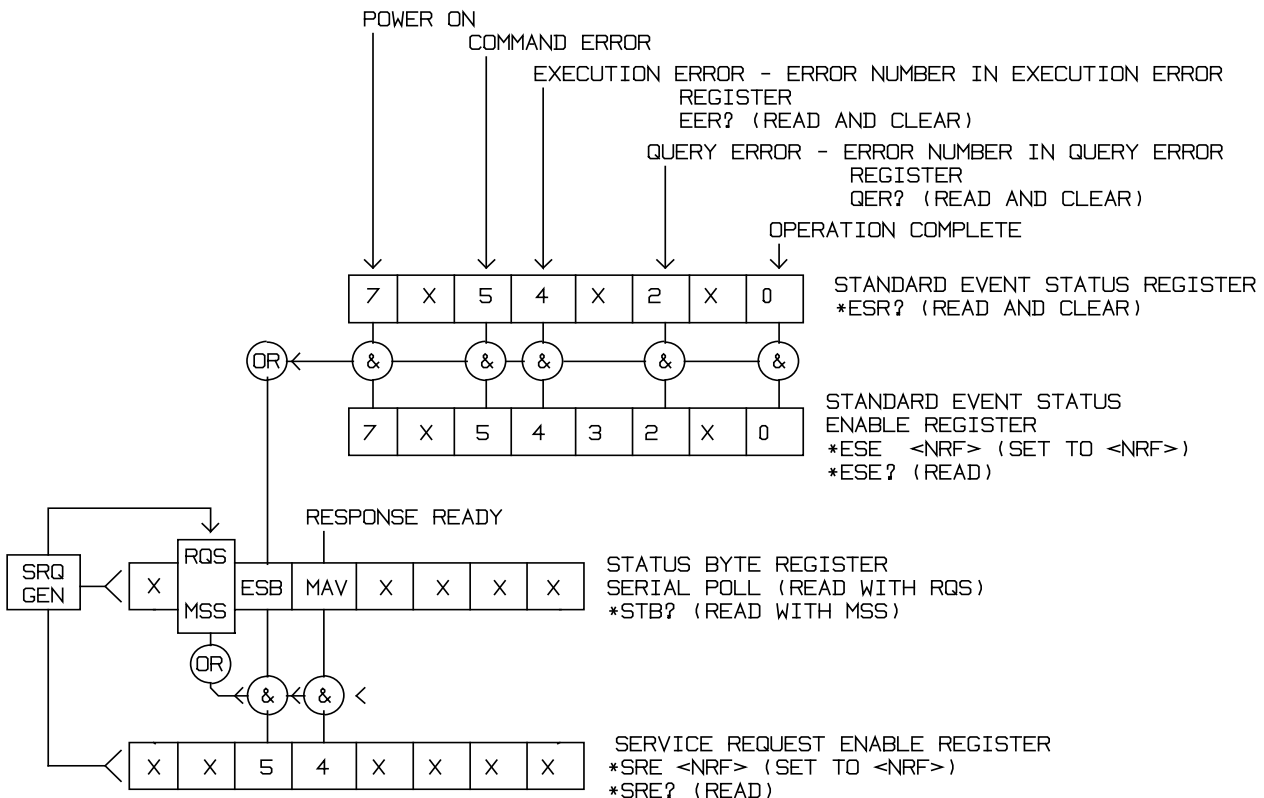 POWER ON
COMMAND ERROR
EXECUTION ERROR - ERROR NUMBER IN EXECUTION ERROR
REGISTER
EER? (READ AND CLEAR)
QUERY ERROR - ERROR NUMBER IN QUERY ERROR
REGISTER
QER? (READ AND CLEAR)
OPERATION COMPLETE
7 X 5 4 X 2 X 0
STANDARD EVENT STATUS REGISTER
*ESR? (READ AND CLEAR)
OR & & & & &
7 X 5 4 3 2 X 0
STANDARD EVENT STATUS
ENABLE REGISTER
*ESE <NRF> (SET TO <NRF>)
*ESE? (READ)
RESPONSE READY
SRQ
GEN
X RQS MSS ESB MAV X X X X
STATUS BYTE REGISTER
SERIAL POLL (READ WITH RQS)
*STB? (READ WITH MSS)
OR
& &
X X 5 4 X X X X
SERVICE REQUEST ENABLE REGISTER
*SRE <NRF> (SET TO <NRF>)
*SRE? (READ)